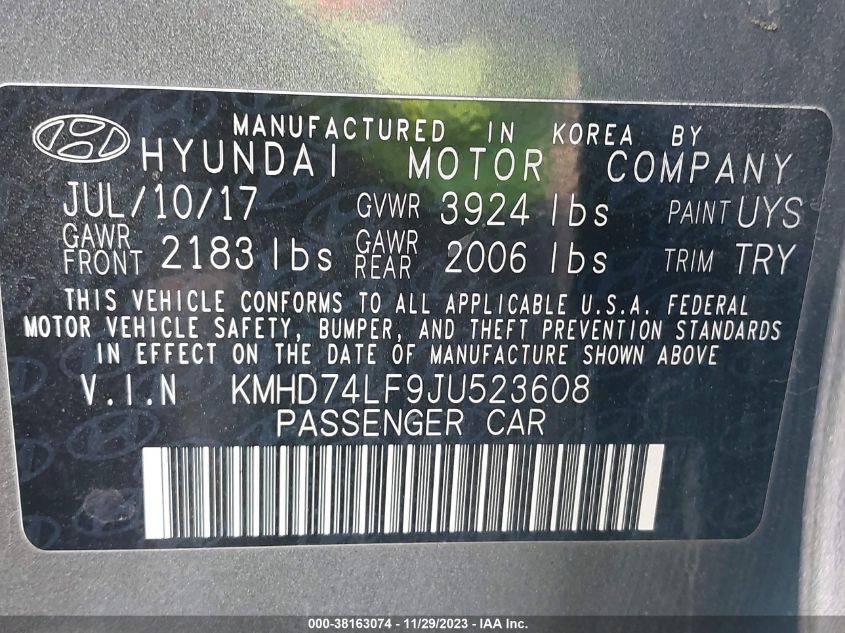 MANUFACTURED IN KOREA BY
HYUNDAI MOTOR COMPANY
JUL/10/17 GVWR 3924 lbs PAINT UYS
GAWR FRONT 2183 lbs GAWR REAR 2006 lbs TRIM TRY
THIS VEHICLE CONFORMS TO ALL APPLICABLE U.S.A. FEDERAL
MOTOR VEHICLE SAFETY, BUMPER, AND THEFT PREVENTION STANDARDS
IN EFFECT ON THE DATE OF MANUFACTURE SHOWN ABOVE
V.I.N KMHD74LF9JU523608
PASSENGER CAR
000-38163074 - 11/29/2023 - IAA Inc.